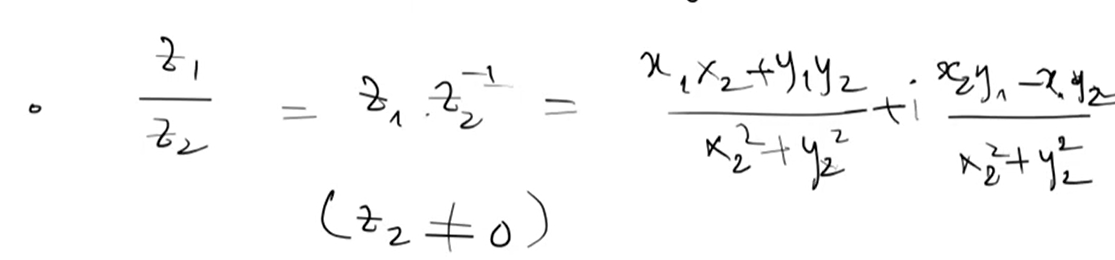 • z₁/z₂ = z₁ . z₂⁻¹ = (x₁x₂ + y₁y₂)/(x₂² + y₂²) + i (x₂y₁ − x₁y₂)/(x₂² + y₂²)
(z₂ ≠ 0)